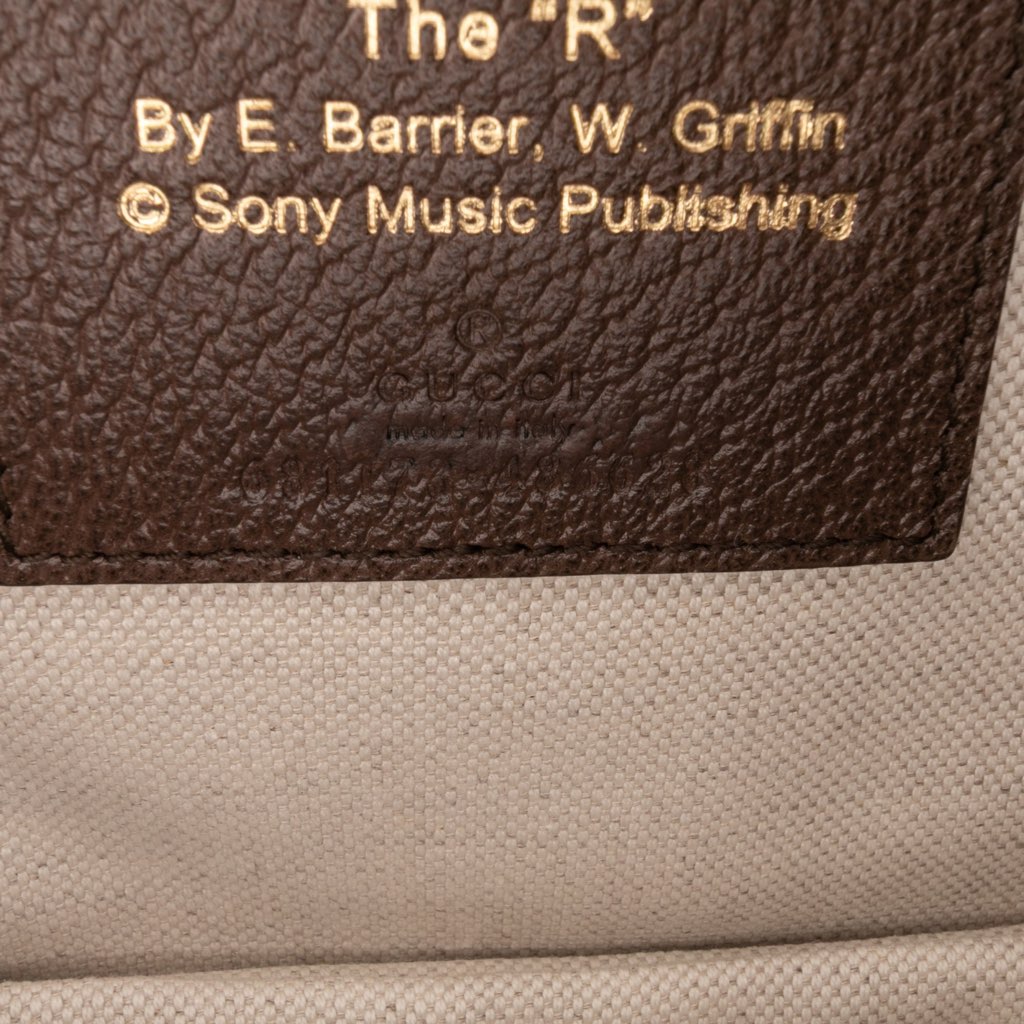 The "R"
By E. Barrier, W. Griffin
© Sony Music Publishing
®
GUCCI
made in italy